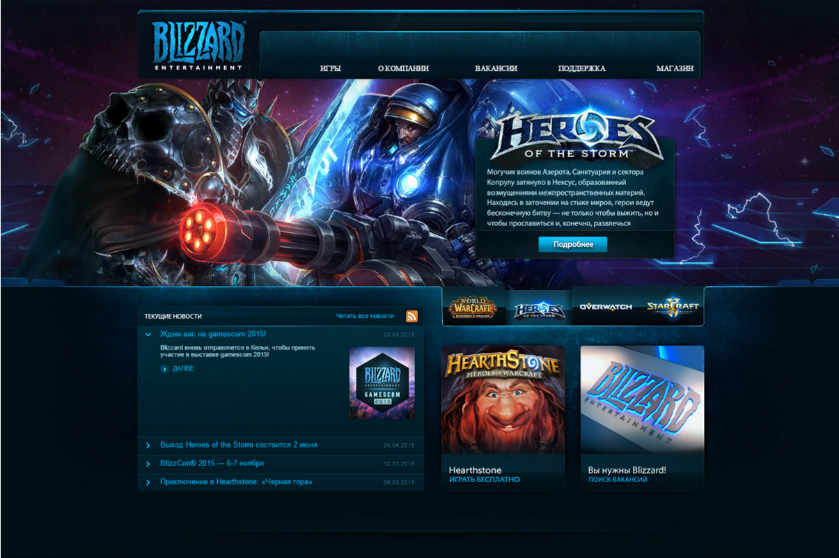 BLIZZARD
ENTERTAINMENT
ИГРЫ
О КОМПАНИИ
ВАКАНСИИ
ПОДДЕРЖКА
МАГАЗИН
HEROES
OF THE STORM
Могучих воинов Азерота, Санктуария и сектора
Копрулу затянуло в Нексус, образованный
возмущениями межпространственных материй.
Находясь в заточении на стыке миров, герои ведут
бесконечную битву — не только чтобы выжить, но и
чтобы прославиться и, конечно, развлечься
Подробнее
WORLD
WARCRAFT
HEROES
OF THE STORM
OVERWATCH
STARCRAFT
II
ТЕКУЩИЕ НОВОСТИ
Читать все новости
Ждем вас на gamescom 2015!
23.04.2015
Blizzard вновь отправляется в Кельн, чтобы принять
участие в выставке gamescom 2015!
ДАЛЕЕ
BLIZZARD
ENTERTAINMENT
GAMESCOM
2015
Выход Heroes of the Storm состоится 2 июня
20.04.2015
BlizzCon® 2015 — 6-7 ноября
12.03.2015
Приключение в Hearthstone: «Черная гора»
HEARTHSTONE
HEROES OF WARCRAFT
Hearthstone
ИГРАТЬ БЕСПЛАТНО
BLIZZARD
ENTERTAINMENT
Вы нужны Blizzard!
ПОИСК ВАКАНСИЙ